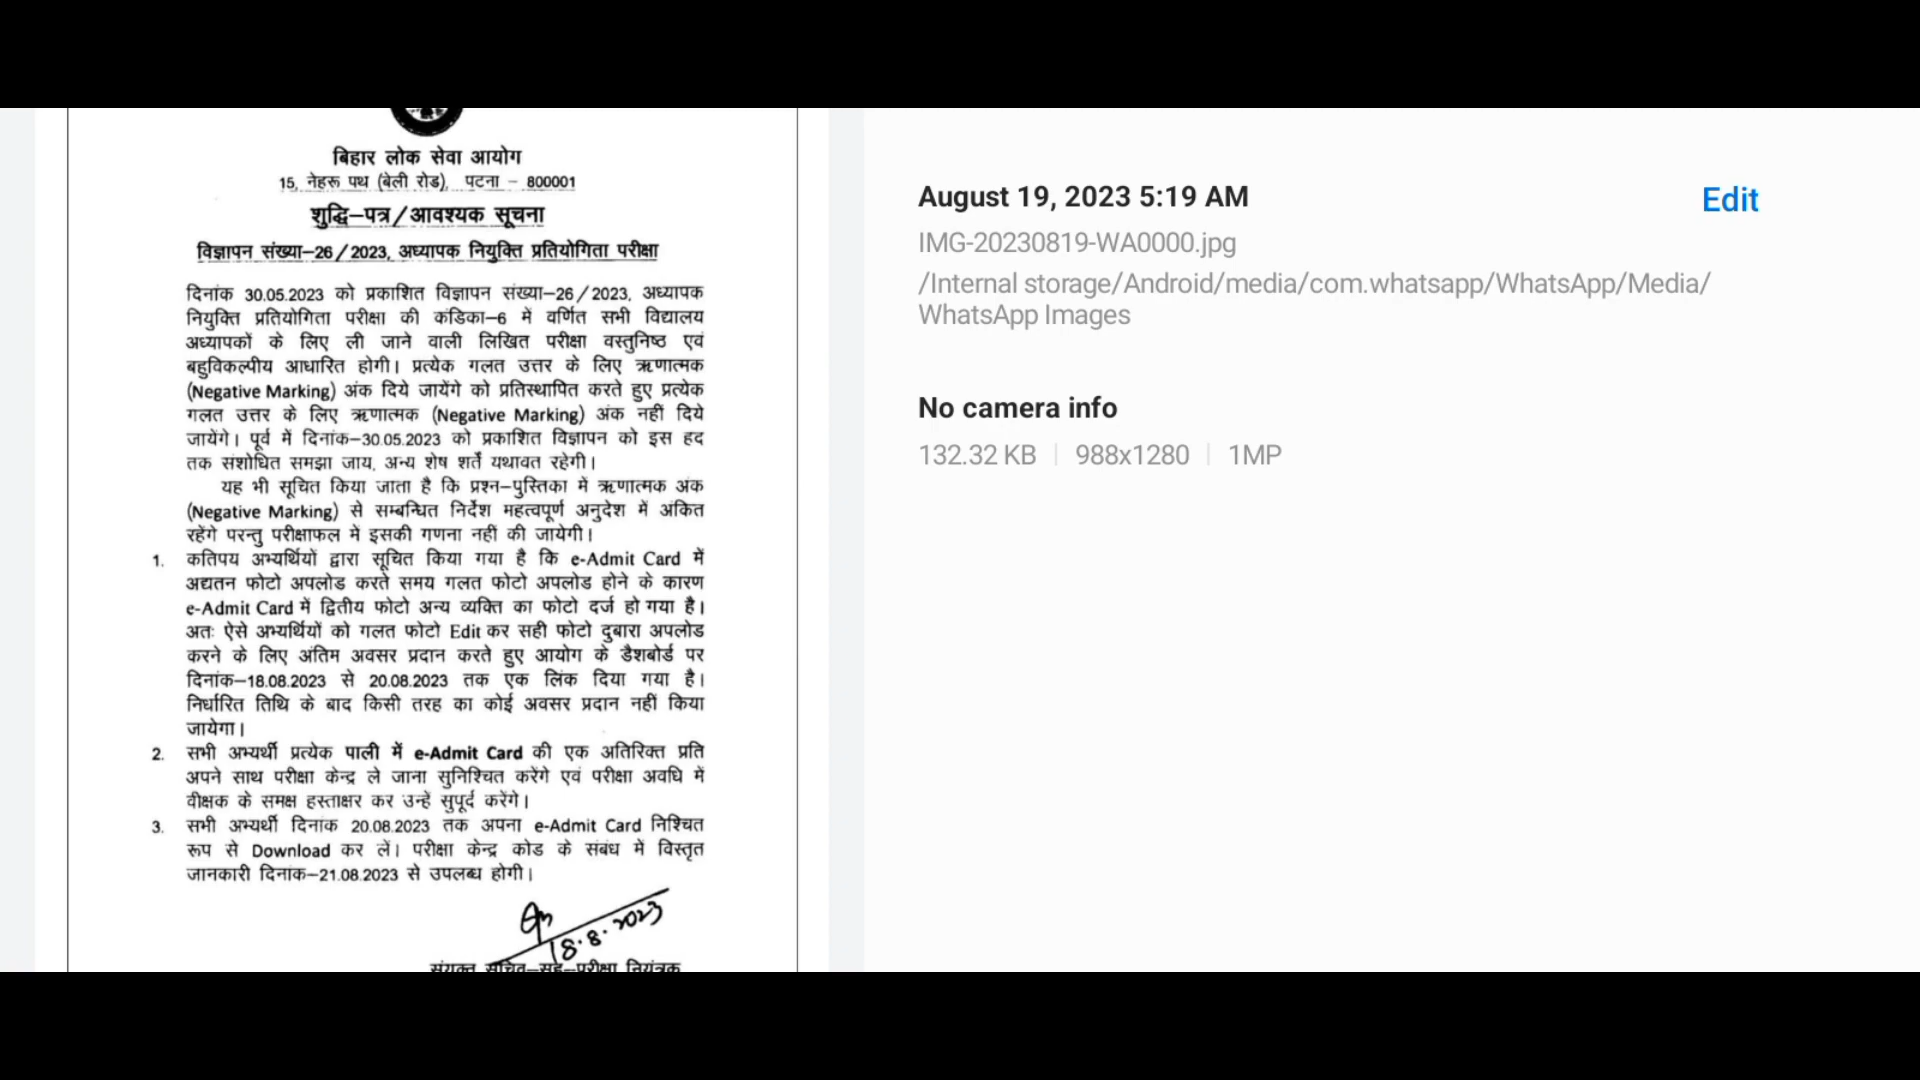 बिहार लोक सेवा आयोग
15, नेहरू पथ (बेली रोड), पटना – 800001
शुद्धि–पत्र/आवश्यक सूचना
विज्ञापन संख्या–26/2023, अध्यापक नियुक्ति प्रतियोगिता परीक्षा
दिनांक 30.05.2023 को प्रकाशित विज्ञापन संख्या–26/2023, अध्यापक
नियुक्ति प्रतियोगिता परीक्षा की कंडिका–6 में वर्णित सभी विद्यालय
अध्यापकों के लिए ली जाने वाली लिखित परीक्षा वस्तुनिष्ठ एवं
बहुविकल्पीय आधारित होगी। प्रत्येक गलत उत्तर के लिए ऋणात्मक
(Negative Marking) अंक दिये जायेंगे को प्रतिस्थापित करते हुए प्रत्येक
गलत उत्तर के लिए ऋणात्मक (Negative Marking) अंक नहीं दिये
जायेंगे। पूर्व में दिनांक–30.05.2023 को प्रकाशित विज्ञापन को इस हद
तक संशोधित समझा जाय, अन्य शेष शर्तें यथावत रहेगी।
यह भी सूचित किया जाता है कि प्रश्न–पुस्तिका में ऋणात्मक अंक
(Negative Marking) से सम्बन्धित निर्देश महत्वपूर्ण अनुदेश में अंकित
रहेंगे परन्तु परीक्षाफल में इसकी गणना नहीं की जायेगी।
1. कतिपय अभ्यर्थियों द्वारा सूचित किया गया है कि e-Admit Card में
अद्यतन फोटो अपलोड करते समय गलत फोटो अपलोड होने के कारण
e-Admit Card में द्वितीय फोटो अन्य व्यक्ति का फोटो दर्ज हो गया है।
अतः ऐसे अभ्यर्थियों को गलत फोटो Edit कर सही फोटो दुबारा अपलोड
करने के लिए अंतिम अवसर प्रदान करते हुए आयोग के डैशबोर्ड पर
दिनांक–18.08.2023 से 20.08.2023 तक एक लिंक दिया गया है।
निर्धारित तिथि के बाद किसी तरह का कोई अवसर प्रदान नहीं किया
जायेगा।
2. सभी अभ्यर्थी प्रत्येक पाली में e-Admit Card की एक अतिरिक्त प्रति
अपने साथ परीक्षा केन्द्र ले जाना सुनिश्चित करेंगे एवं परीक्षा अवधि में
वीक्षक के समक्ष हस्ताक्षर कर उन्हें सुपूर्द करेंगे।
3. सभी अभ्यर्थी दिनांक 20.08.2023 तक अपना e-Admit Card निश्चित
रूप से Download कर लें। परीक्षा केन्द्र कोड के संबंध में विस्तृत
जानकारी दिनांक–21.08.2023 से उपलब्ध होगी।
18.8.2023
संयुक्त सचिव–सह–परीक्षा नियंत्रक
August 19, 2023 5:19 AM
Edit
IMG-20230819-WA0000.jpg
/Internal storage/Android/media/com.whatsapp/WhatsApp/Media/
WhatsApp Images
No camera info
132.32 KB | 988x1280 | 1MP